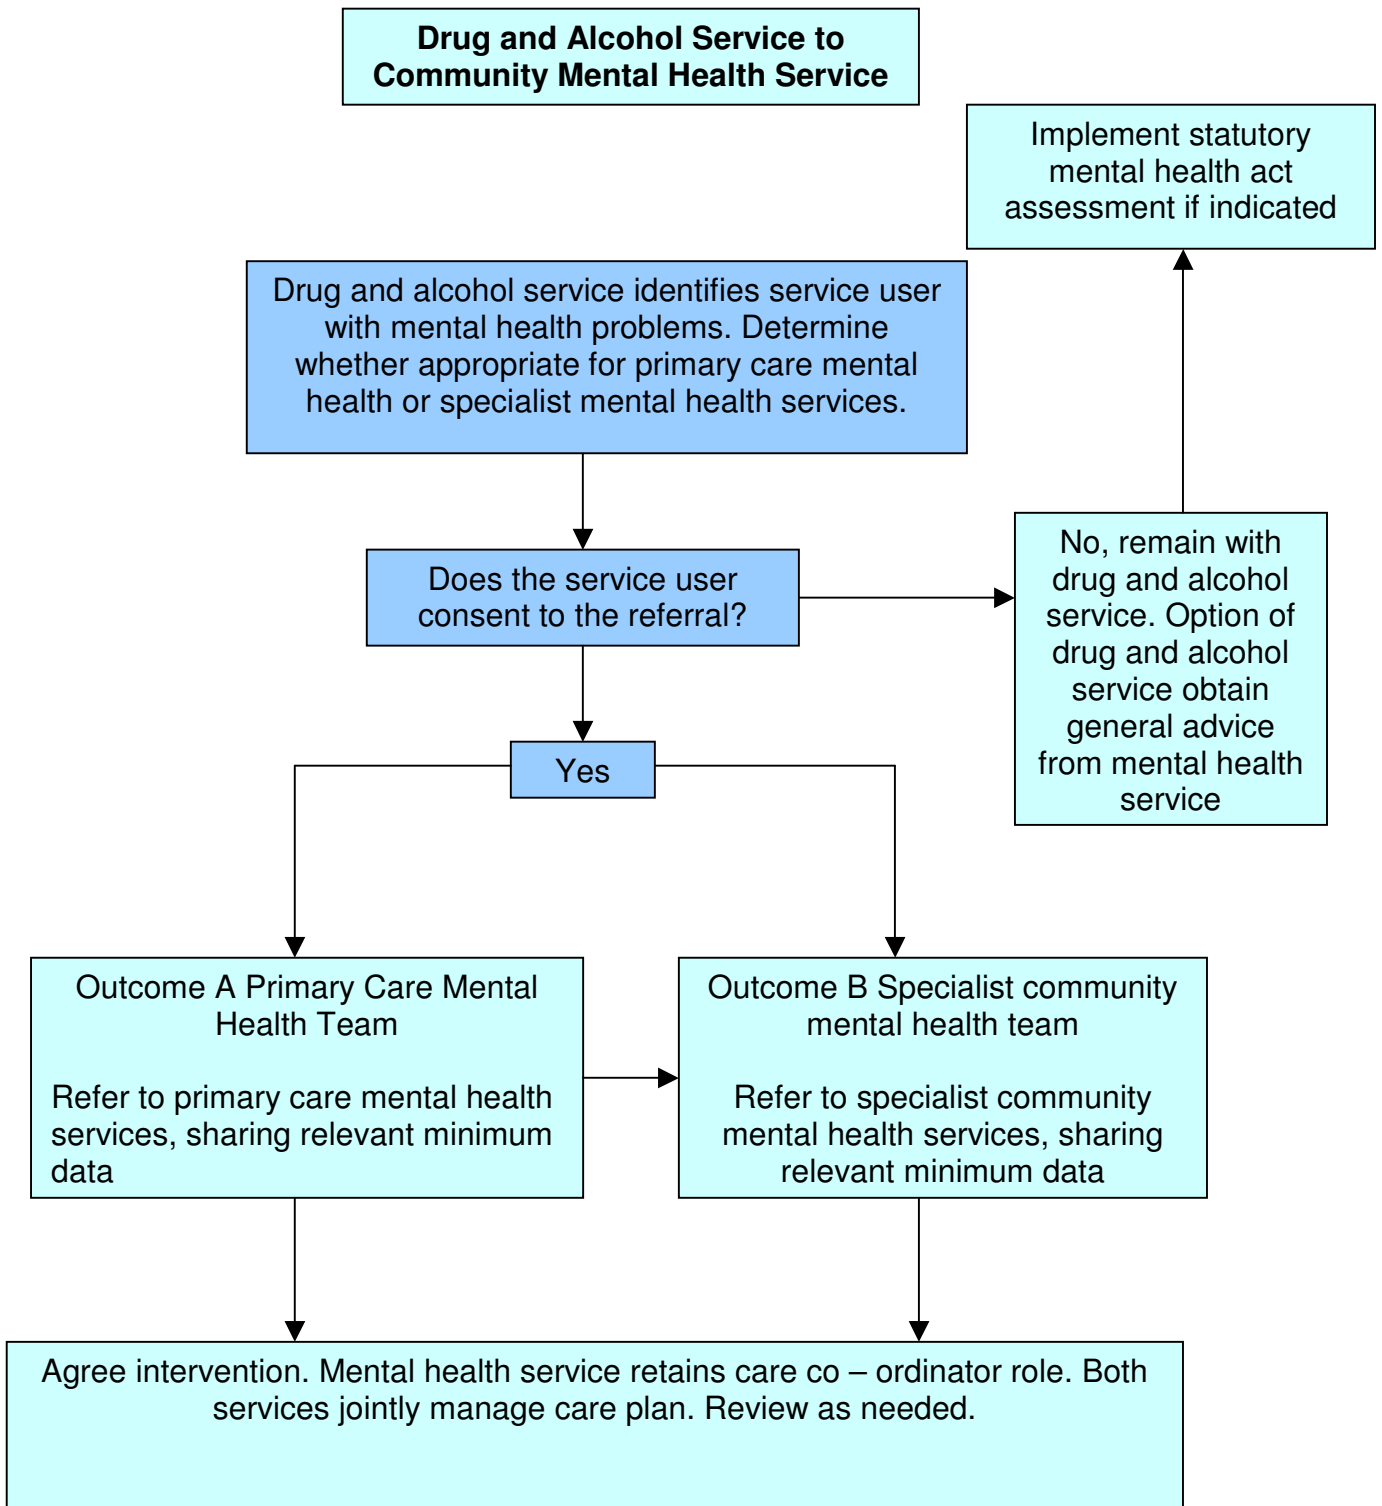 Drug and Alcohol Service to
Community Mental Health Service
Implement statutory
mental health act
assessment if indicated
Drug and alcohol service identifies service user
with mental health problems. Determine
whether appropriate for primary care mental
health or specialist mental health services.
Does the service user
consent to the referral?
No, remain with
drug and alcohol
service. Option of
drug and alcohol
service obtain
general advice
from mental health
service
Yes
Outcome A Primary Care Mental
Health Team
Refer to primary care mental health
services, sharing relevant minimum
data
Outcome B Specialist community
mental health team
Refer to specialist community
mental health services, sharing
relevant minimum data
Agree intervention. Mental health service retains care co – ordinator role. Both
services jointly manage care plan. Review as needed.